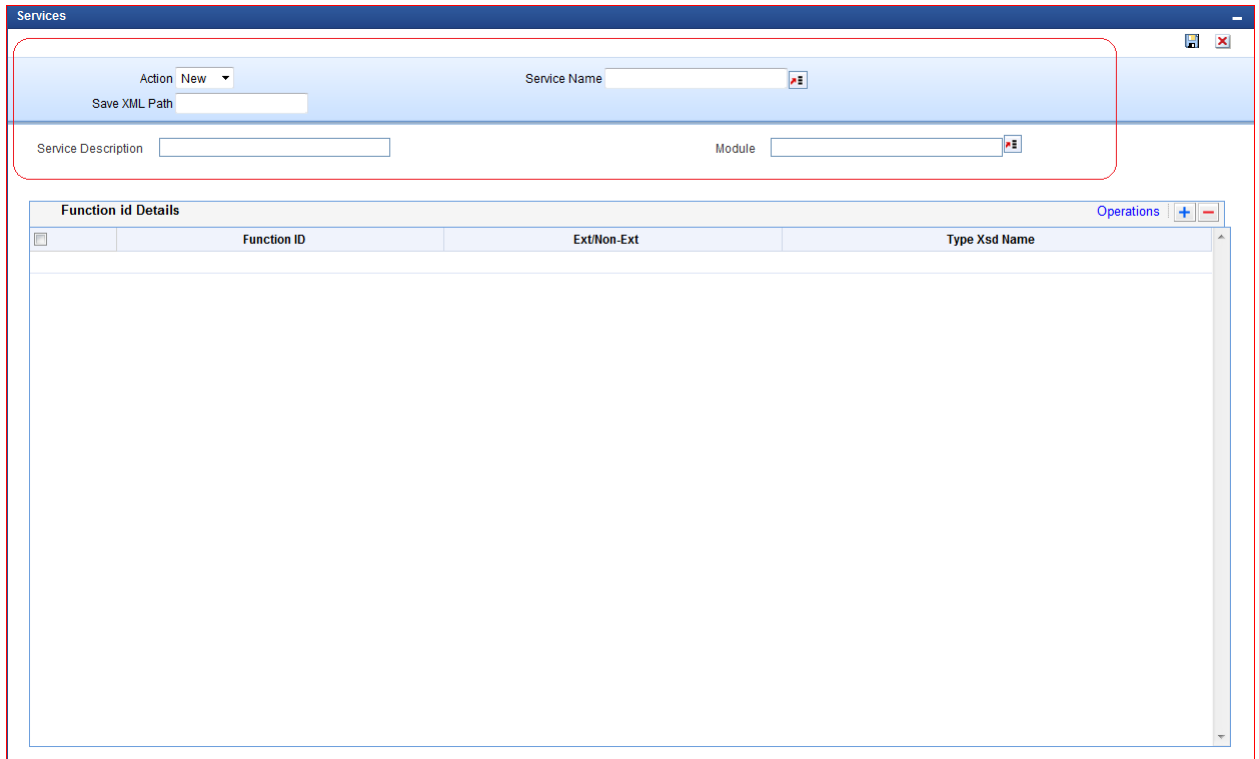 Services
Action New Service Name
Save XML Path
Service Description Module
Function id Details Operations
Function ID Ext/Non-Ext Type Xsd Name